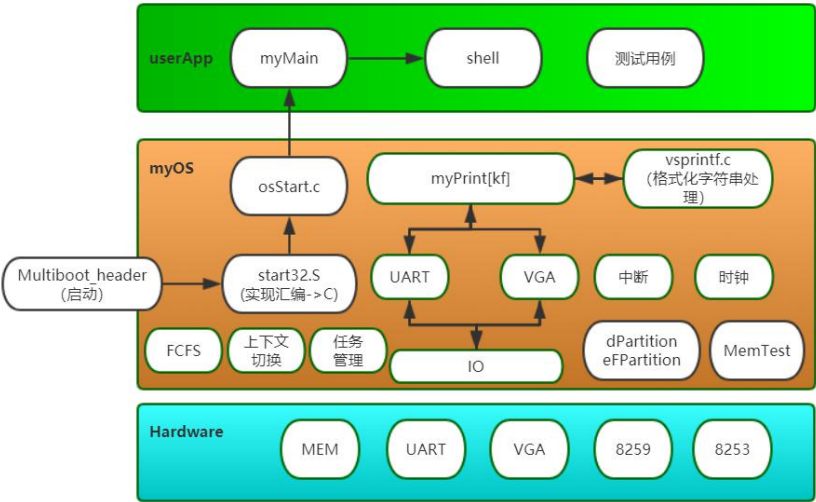 userApp
myMain
shell
测试用例
myOS
osStart.c
myPrint[kf]
vsprintf.c
(格式化字符串处
理)
Multiboot_header
(启动)
start32.S
(实现汇编->C)
UART
VGA
中断
时钟
FCFS
上下文
切换
任务
管理
IO
dPartition
eFPartition
MemTest
Hardware
MEM
UART
VGA
8259
8253